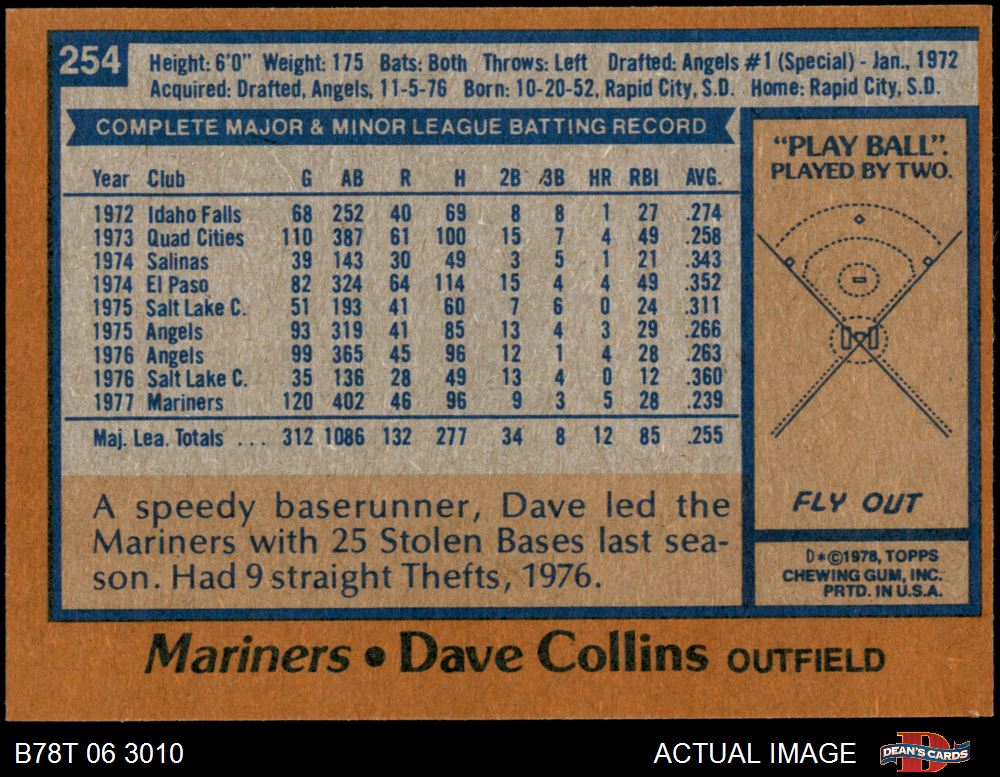 254
Height: 6'0" Weight: 175 Bats: Both Throws: Left Drafted: Angels #1 (Special) - Jan., 1972
Acquired: Drafted, Angels, 11-5-76 Born: 10-20-52, Rapid City, S.D. Home: Rapid City, S.D.
COMPLETE MAJOR & MINOR LEAGUE BATTING RECORD
Year Club G AB R H 2B 3B HR RBI AVG.
1972 Idaho Falls 68 252 40 69 8 8 1 27 .274
1973 Quad Cities 110 387 61 100 15 7 4 49 .258
1974 Salinas 39 143 30 49 3 5 1 21 .343
1974 El Paso 82 324 64 114 15 4 4 49 .352
1975 Salt Lake C. 51 193 41 60 7 6 0 24 .311
1975 Angels 93 319 41 85 13 4 3 29 .266
1976 Angels 99 365 45 96 12 1 4 28 .263
1976 Salt Lake C. 35 136 28 49 13 4 0 12 .360
1977 Mariners 120 402 46 96 9 3 5 28 .239
Maj. Lea. Totals ... 312 1086 132 277 34 8 12 85 .255
A speedy baserunner, Dave led the
Mariners with 25 Stolen Bases last sea-
son. Had 9 straight Thefts, 1976.
"PLAY BALL".
PLAYED BY TWO.
FLY OUT
D*©1978, TOPPS
CHEWING GUM, INC.
PRTD. IN U.S.A.
Mariners • Dave Collins OUTFIELD
B78T 06 3010
ACTUAL IMAGE
D
DEAN'S CARDS